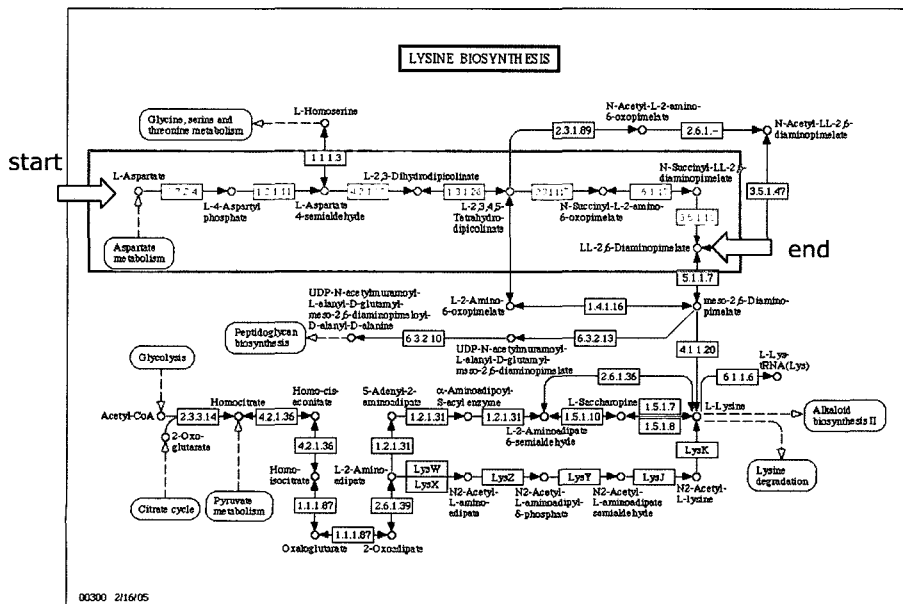 LYSINE BIOSYNTHESIS
L-Homoserine
Glycine, serine and
threonine metabolism
N-Acetyl-L-2-amino-
6-oxopimelate
N-Acetyl-LL-2,6-
diaminopimelate
2.3.1.89
2.6.1.-
start
1.1.1.3
L-Aspartate
L-2,3-Dihydrodipicolinate
N-Succinyl-LL-2,6-
diaminopimelate
3.5.1.47
L-4-Aspartyl
phosphate
L-Aspartate
4-semialdehyde
L-2,3,4,5-
Tetrahydro-
dipicolinate
N-Succinyl-L-2-amino-
6-oxopimelate
Aspartate
metabolism
LL-2,6-Diaminopimelate
end
5.1.1.7
UDP-N-acetylmuramoyl-
L-alanyl-D-glutamyl-
meso-2,6-diaminopimeloyl-
D-alanyl-D-alanine
L-2-Amino-
6-oxopimelate
1.4.1.16
meso-2,6-Diamino-
pimelate
Peptidoglycan
biosynthesis
6.3.2.10
6.3.2.13
UDP-N-acetylmuramoyl-
L-alanyl-D-glutamyl-
meso-2,6-diaminopimelate
4.1.1.20
Glycolysis
L-Lys-
tRNA(Lys)
2.6.1.36
6.1.1.6
Homo-cis-
aconitate
5-Adenyl-2-
aminoadipate
α-Aminoadipoyl-
S-acyl enzyme
Homocitrate
L-Saccharopine
1.5.1.7
Acetyl-CoA
2.3.3.14
4.2.1.36
1.2.1.31
1.2.1.31
1.5.1.10
L-Lysine
1.5.1.8
Alkaloid
biosynthesis II
2-Oxo-
glutarate
4.2.1.36
1.2.1.31
L-2-Aminoadipate
6-semialdehyde
LysK
Homo-
isocitrate
L-2-Amino-
adipate
LysW
LysX
LysZ
LysY
LysJ
Lysine
degradation
Citrate cycle
Pyruvate
metabolism
1.1.1.87
2.6.1.39
N2-Acetyl-
L-amino-
adipate
N2-Acetyl-
L-aminoadipyl-
δ-phosphate
N2-Acetyl-
L-aminoadipate
semialdehyde
N2-Acetyl-
L-lysine
1.1.1.87
Oxaloglutarate
2-Oxoadipate
00300 2/16/05